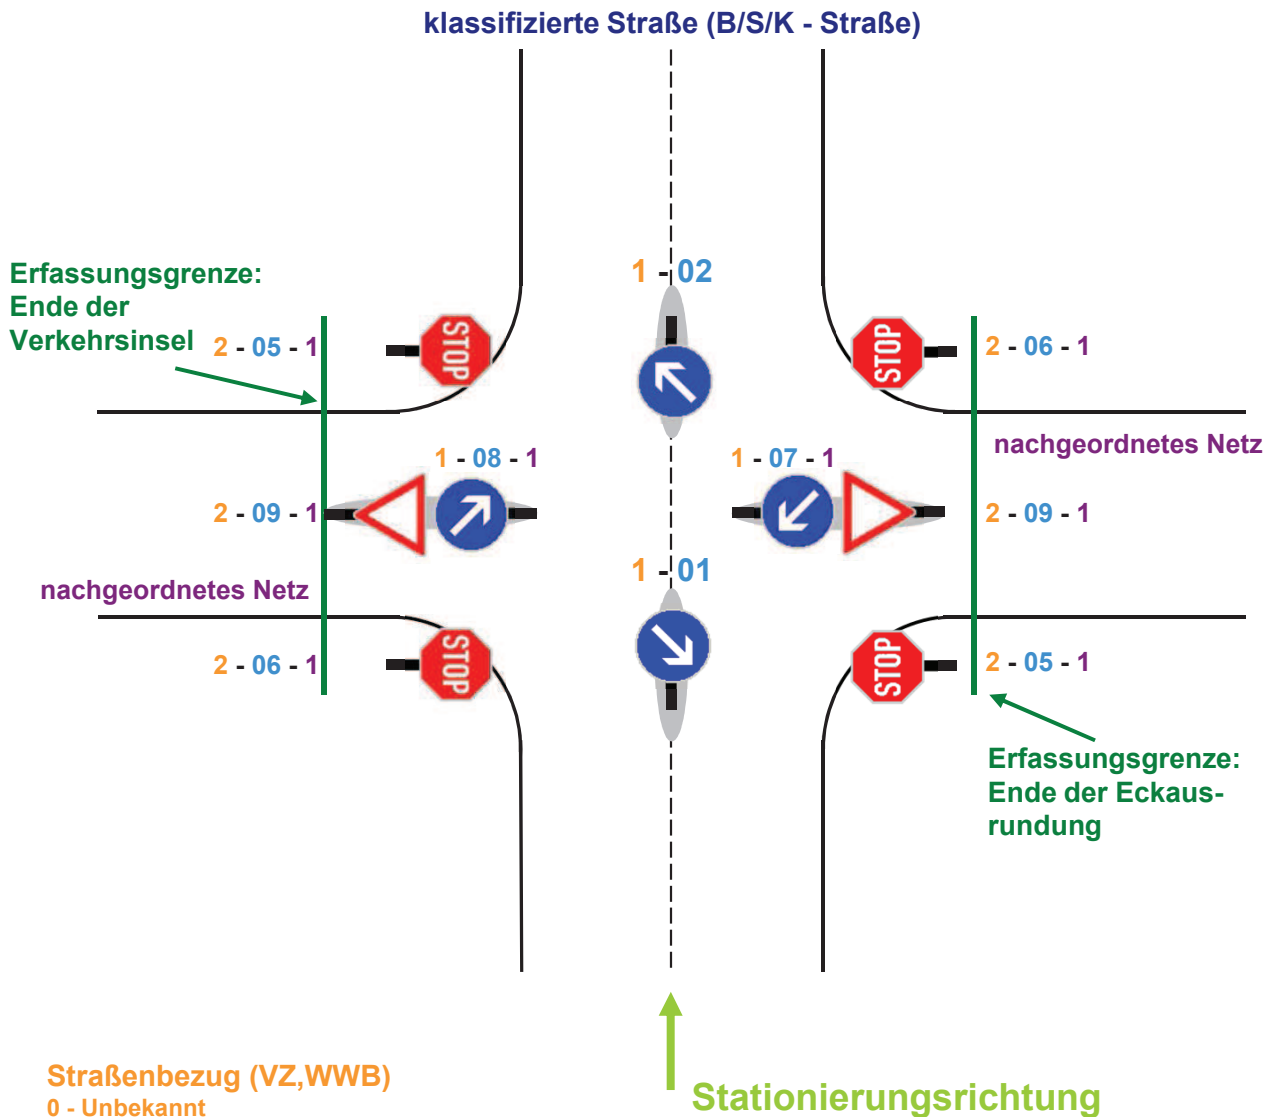 klassifizierte Straße (B/S/K - Straße)
Erfassungsgrenze:
Ende der
Verkehrsinsel
1 - 02
2 - 05 - 1
STOP
STOP
2 - 06 - 1
nachgeordnetes Netz
1 - 08 - 1
1 - 07 - 1
2 - 09 - 1
2 - 09 - 1
1 - 01
nachgeordnetes Netz
2 - 06 - 1
STOP
STOP
2 - 05 - 1
Erfassungsgrenze:
Ende der Eckaus-
rundung
Straßenbezug (VZ,WWB)
0 - Unbekannt
Stationierungsrichtung